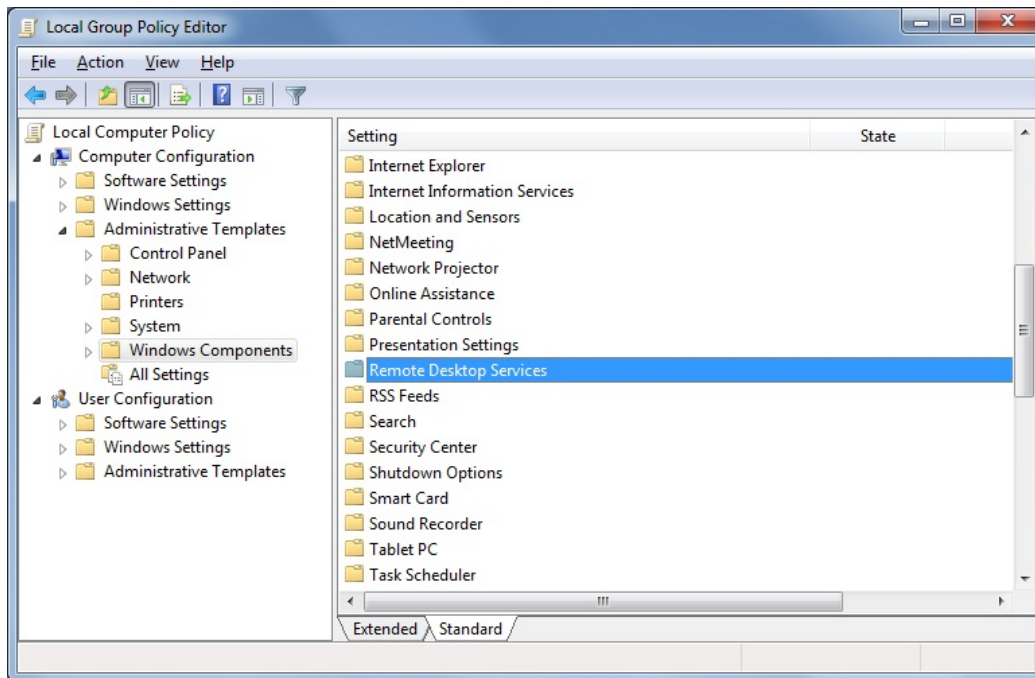 Local Group Policy Editor
File Action View Help
Local Computer Policy
Computer Configuration
Software Settings
Windows Settings
Administrative Templates
Control Panel
Network
Printers
System
Windows Components
All Settings
User Configuration
Software Settings
Windows Settings
Administrative Templates
Setting State
Internet Explorer
Internet Information Services
Location and Sensors
NetMeeting
Network Projector
Online Assistance
Parental Controls
Presentation Settings
Remote Desktop Services
RSS Feeds
Search
Security Center
Shutdown Options
Smart Card
Sound Recorder
Tablet PC
Task Scheduler
Extended Standard